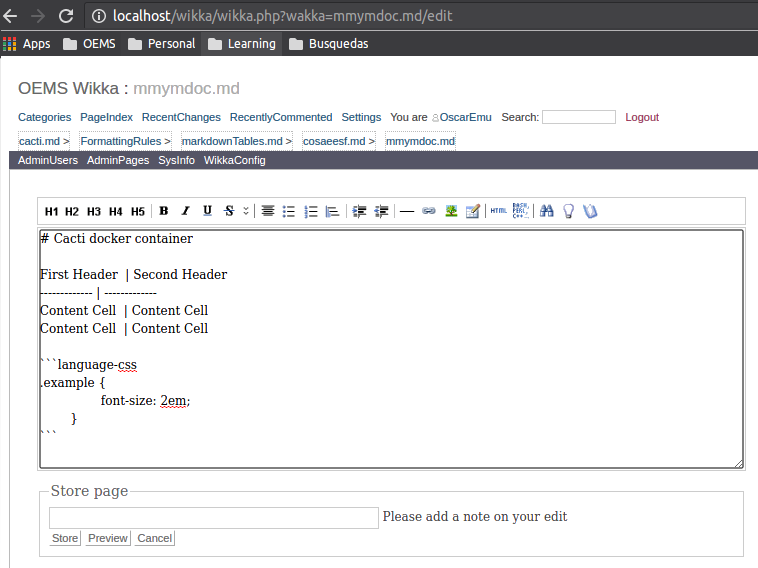 localhost/wikka/wikka.php?wakka=mmymdoc.md/edit
Apps OEMS Personal Learning Busquedas
OEMS Wikka : mmymdoc.md
Categories PageIndex RecentChanges RecentlyCommented Settings You are OscarEmu Search: Logout
cacti.md > FormattingRules > markdownTables.md > cosaeesf.md > mmymdoc.md
AdminUsers AdminPages SysInfo WikkaConfig
H1 H2 H3 H4 H5 B I U S HTML BASH, PERL, C++...
# Cacti docker container
First Header | Second Header
------------- | -------------
Content Cell | Content Cell
Content Cell | Content Cell
```language-css
.example {
font-size: 2em;
}
```
Store page
Please add a note on your edit
Store Preview Cancel